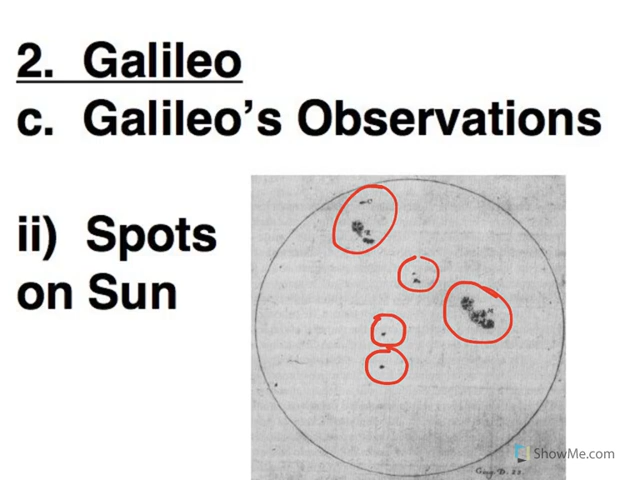 2. Galileo
c. Galileo's Observations
ii) Spots
on Sun
ShowMe.com